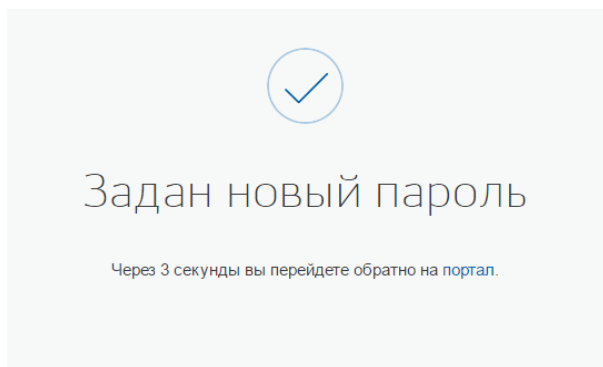 Задан новый пароль
Через 3 секунды вы перейдете обратно на портал.